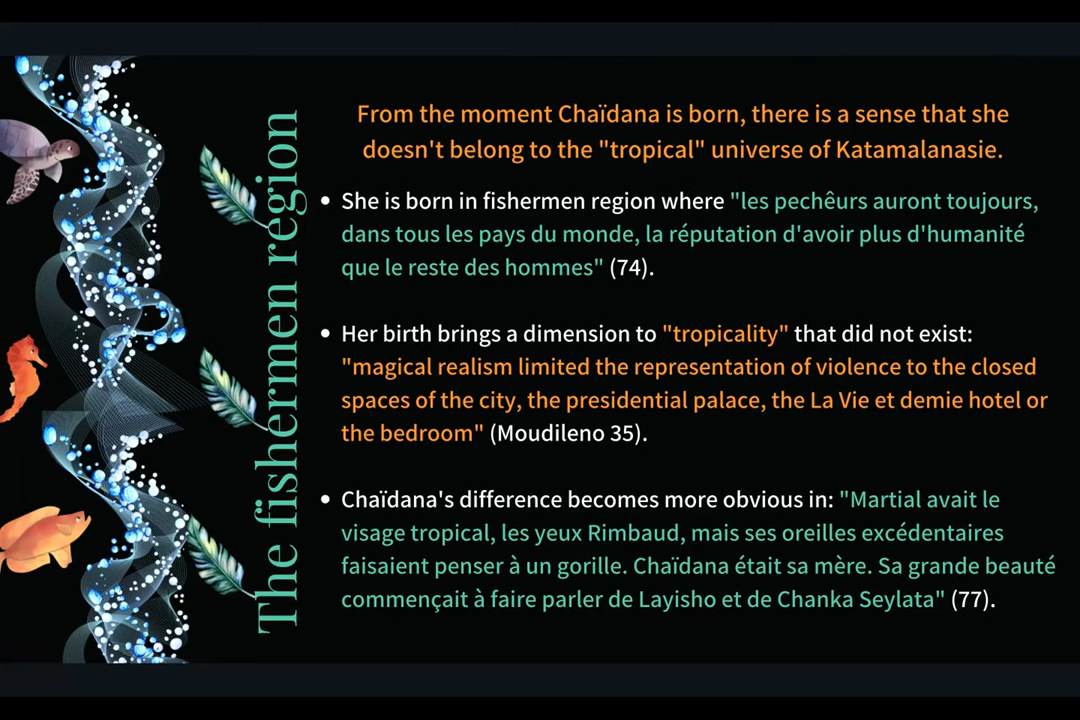 The fishermen region
From the moment Chaïdana is born, there is a sense that she
doesn't belong to the "tropical" universe of Katamalanasie.
• She is born in fishermen region where "les pechêurs auront toujours,
dans tous les pays du monde, la réputation d'avoir plus d'humanité
que le reste des hommes" (74).
• Her birth brings a dimension to "tropicality" that did not exist:
"magical realism limited the representation of violence to the closed
spaces of the city, the presidential palace, the La Vie et demie hotel or
the bedroom" (Moudileno 35).
• Chaïdana's difference becomes more obvious in: "Martial avait le
visage tropical, les yeux Rimbaud, mais ses oreilles excédentaires
faisaient penser à un gorille. Chaïdana était sa mère. Sa grande beauté
commençait à faire parler de Layisho et de Chanka Seylata" (77).